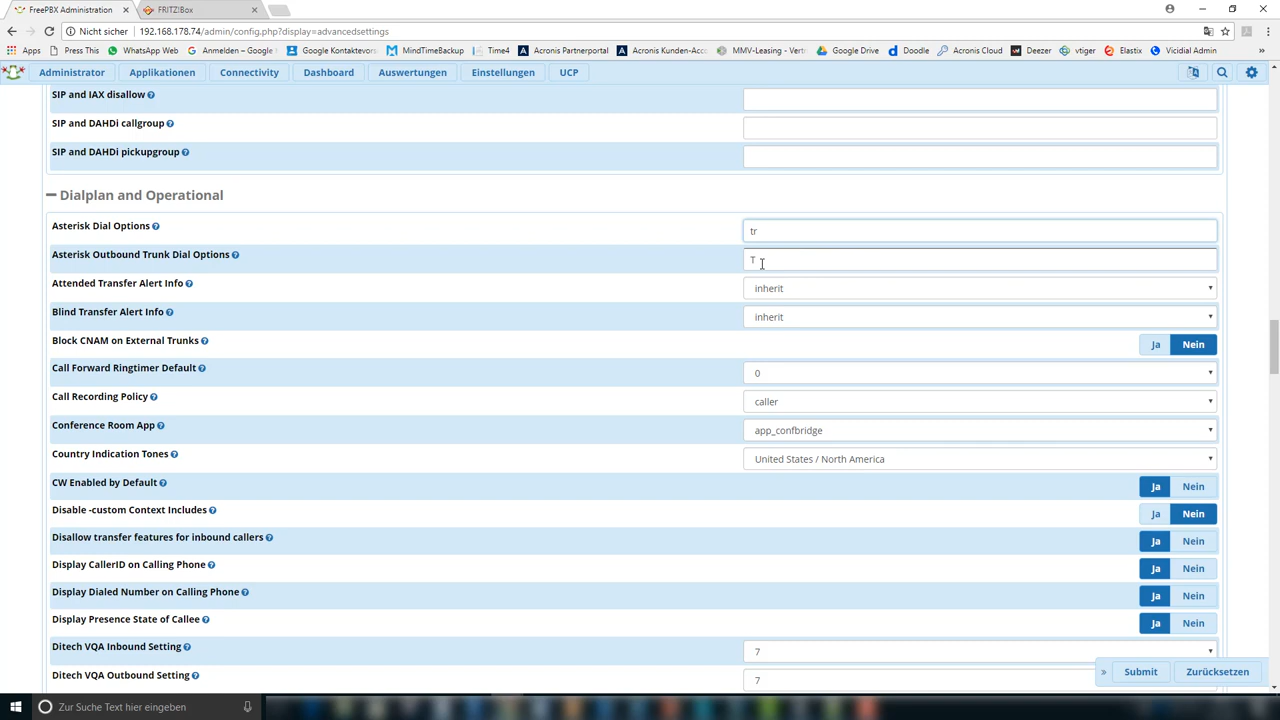 FreePBX Administration
FRITZ!Box
Nicht sicher 192.168.178.74/admin/config.php?display=advancedsettings
Apps Press This WhatsApp Web Anmelden – Google Google Kontaktevors MindTimeBackup Time4 Acronis Partnerportal Acronis Kunden-Acc MMV-Leasing - Vertr Google Drive Doodle Acronis Cloud Deezer vtiger Elastix Vicidial Admin »
Administrator Applikationen Connectivity Dashboard Auswertungen Einstellungen UCP
SIP and IAX disallow
SIP and DAHDi callgroup
SIP and DAHDi pickupgroup
Dialplan and Operational
Asterisk Dial Options tr
Asterisk Outbound Trunk Dial Options T
Attended Transfer Alert Info inherit
Blind Transfer Alert Info inherit
Block CNAM on External Trunks Ja Nein
Call Forward Ringtimer Default 0
Call Recording Policy caller
Conference Room App app_confbridge
Country Indication Tones United States / North America
CW Enabled by Default Ja Nein
Disable -custom Context Includes Ja Nein
Disallow transfer features for inbound callers Ja Nein
Display CallerID on Calling Phone Ja Nein
Display Dialed Number on Calling Phone Ja Nein
Display Presence State of Callee Ja Nein
Ditech VQA Inbound Setting 7
Ditech VQA Outbound Setting 7
» Submit Zurücksetzen
Zur Suche Text hier eingeben